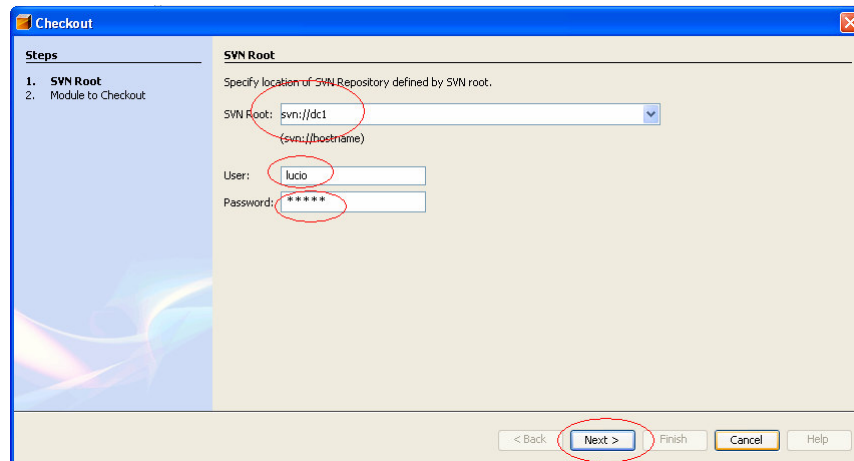 Checkout
Steps
1. SVN Root
2. Module to Checkout
SVN Root
Specify location of SVN Repository defined by SVN root.
SVN Root: svn://dc1
(svn://hostname)
User: lucio
Password: *****
< Back Next > Finish Cancel Help